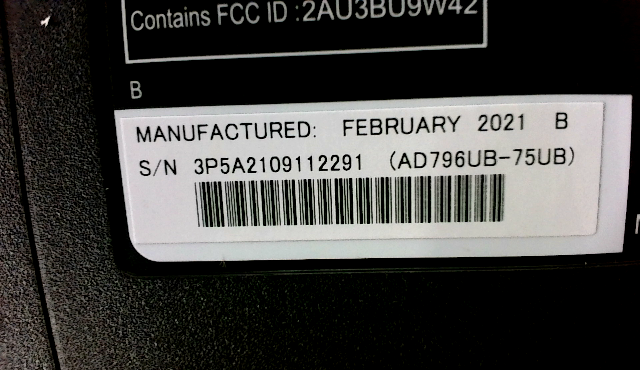 Contains FCC ID :2AU3BU9W42
B
MANUFACTURED: FEBRUARY 2021 B
S/N 3P5A2109112291 (AD796UB-75UB)